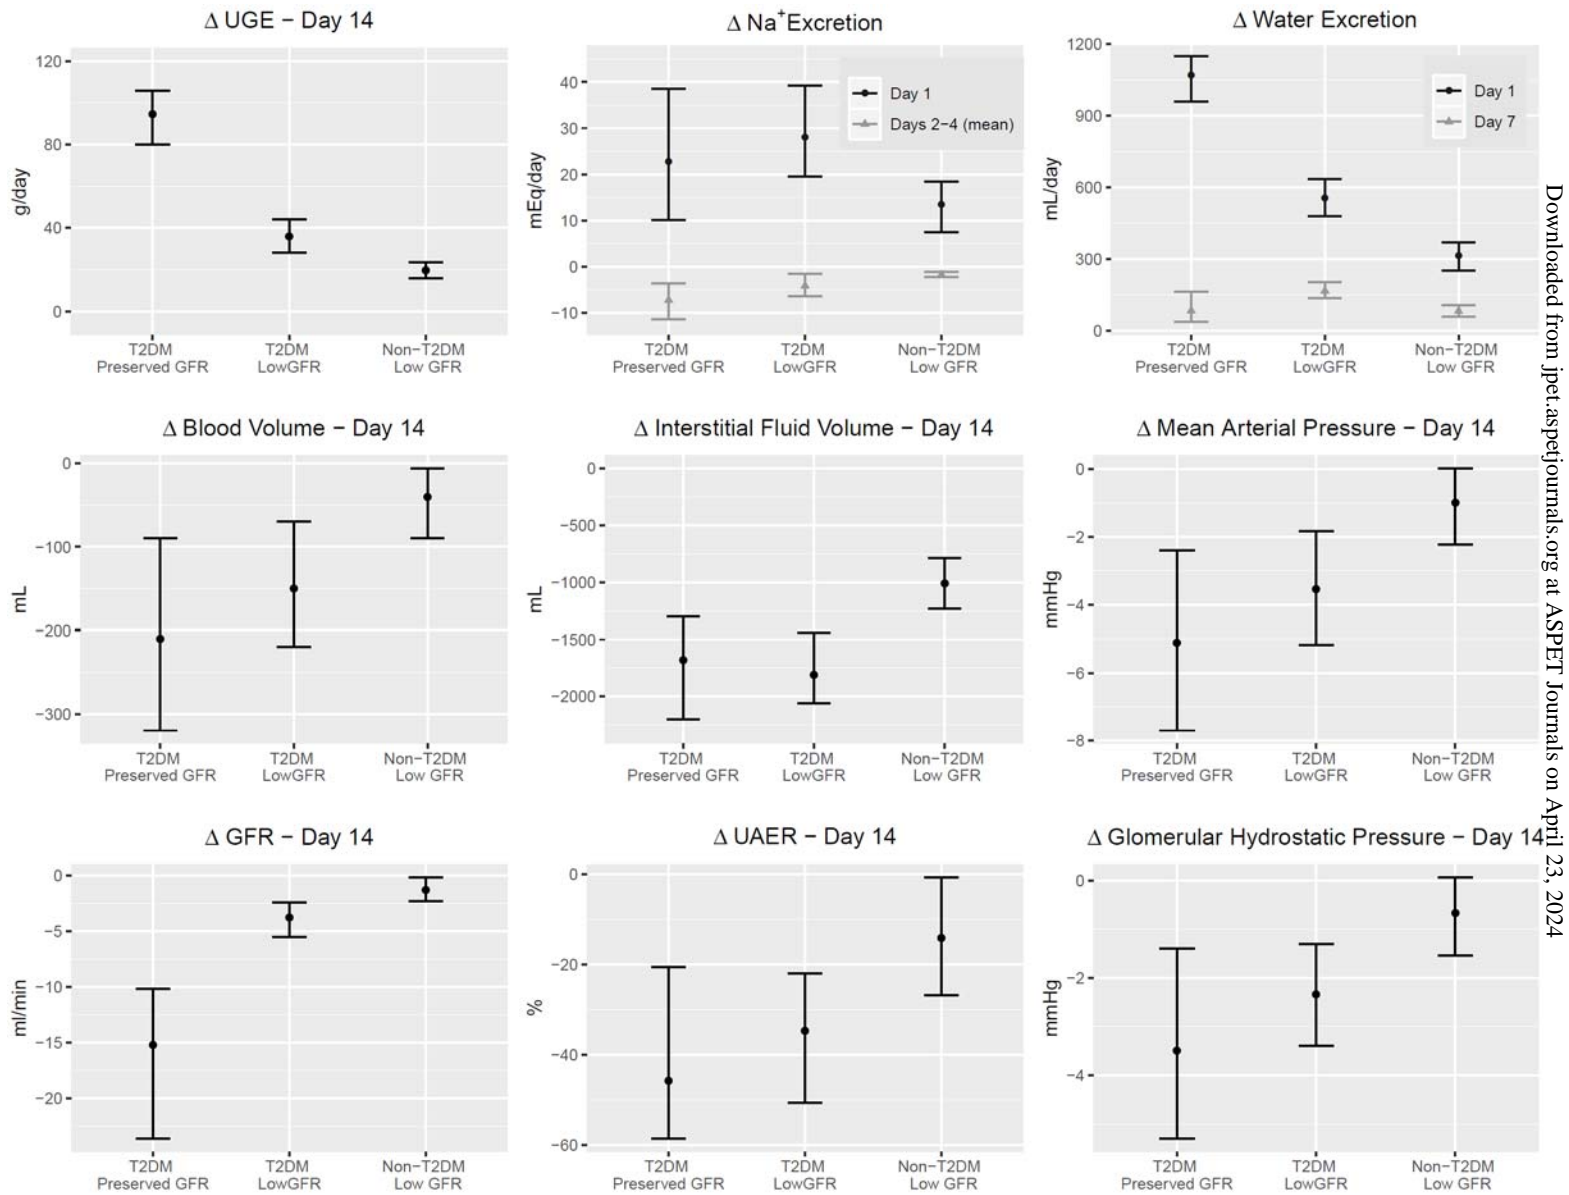 Δ UGE − Day 14
g/day
120
80
40
0
T2DM
Preserved GFR
T2DM
LowGFR
Non−T2DM
Low GFR
Δ Na+Excretion
mEq/day
40
30
20
10
0
−10
Day 1
Days 2−4 (mean)
T2DM
Preserved GFR
T2DM
LowGFR
Non−T2DM
Low GFR
Δ Water Excretion
mL/day
1200
900
600
300
0
Day 1
Day 7
T2DM
Preserved GFR
T2DM
LowGFR
Non−T2DM
Low GFR
Δ Blood Volume − Day 14
mL
0
−100
−200
−300
T2DM
Preserved GFR
T2DM
LowGFR
Non−T2DM
Low GFR
Δ Interstitial Fluid Volume − Day 14
mL
0
−500
−1000
−1500
−2000
T2DM
Preserved GFR
T2DM
LowGFR
Non−T2DM
Low GFR
Δ Mean Arterial Pressure − Day 14
mmHg
0
−2
−4
−6
−8
T2DM
Preserved GFR
T2DM
LowGFR
Non−T2DM
Low GFR
Δ GFR − Day 14
ml/min
0
−5
−10
−15
−20
T2DM
Preserved GFR
T2DM
LowGFR
Non−T2DM
Low GFR
Δ UAER − Day 14
%
0
−20
−40
−60
T2DM
Preserved GFR
T2DM
LowGFR
Non−T2DM
Low GFR
Δ Glomerular Hydrostatic Pressure − Day 14
mmHg
0
−2
−4
T2DM
Preserved GFR
T2DM
LowGFR
Non−T2DM
Low GFR
Downloaded from jpet.aspetjournals.org at ASPET Journals on April 23, 2024